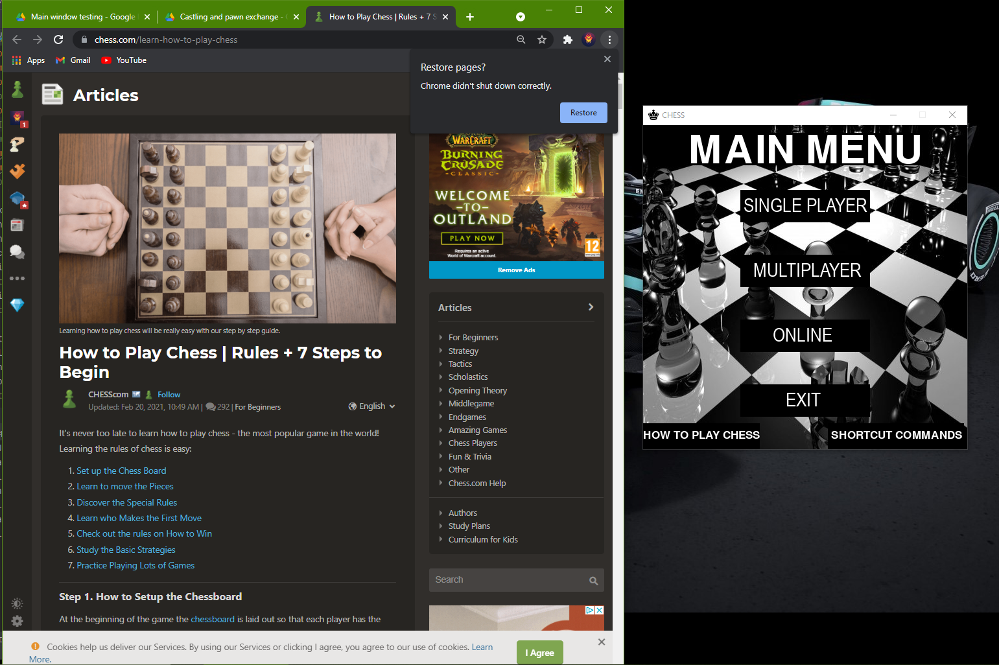 Main window testing - Google
Castling and pawn exchange -
How to Play Chess | Rules + 7 S
chess.com/learn-how-to-play-chess
Apps
Gmail
YouTube
Restore pages?
Chrome didn't shut down correctly.
Restore
1
Articles
WARCRAFT
BURNING
CRUSADE
CLASSIC
WELCOME
-TO-
OUTLAND
PLAY NOW
Requires an active
World of Warcraft account.
12
Remove Ads
Learning how to play chess will be really easy with our step by step guide.
How to Play Chess | Rules + 7 Steps to
Begin
CHESScom Follow
Updated: Feb 20, 2021, 10:49 AM | 292 | For Beginners
English
It's never too late to learn how to play chess - the most popular game in the world!
Learning the rules of chess is easy:
1. Set up the Chess Board
2. Learn to move the Pieces
3. Discover the Special Rules
4. Learn who Makes the First Move
5. Check out the rules on How to Win
6. Study the Basic Strategies
7. Practice Playing Lots of Games
Step 1. How to Setup the Chessboard
At the beginning of the game the chessboard is laid out so that each player has the
Articles
For Beginners
Strategy
Tactics
Scholastics
Opening Theory
Middlegame
Endgames
Amazing Games
Chess Players
Fun & Trivia
Other
Chess.com Help
Authors
Study Plans
Curriculum for Kids
Search
Cookies help us deliver our Services. By using our Services or clicking I agree, you agree to our use of cookies. Learn
More.
I Agree
CHESS
MAIN MENU
SINGLE PLAYER
MULTIPLAYER
ONLINE
EXIT
HOW TO PLAY CHESS
SHORTCUT COMMANDS